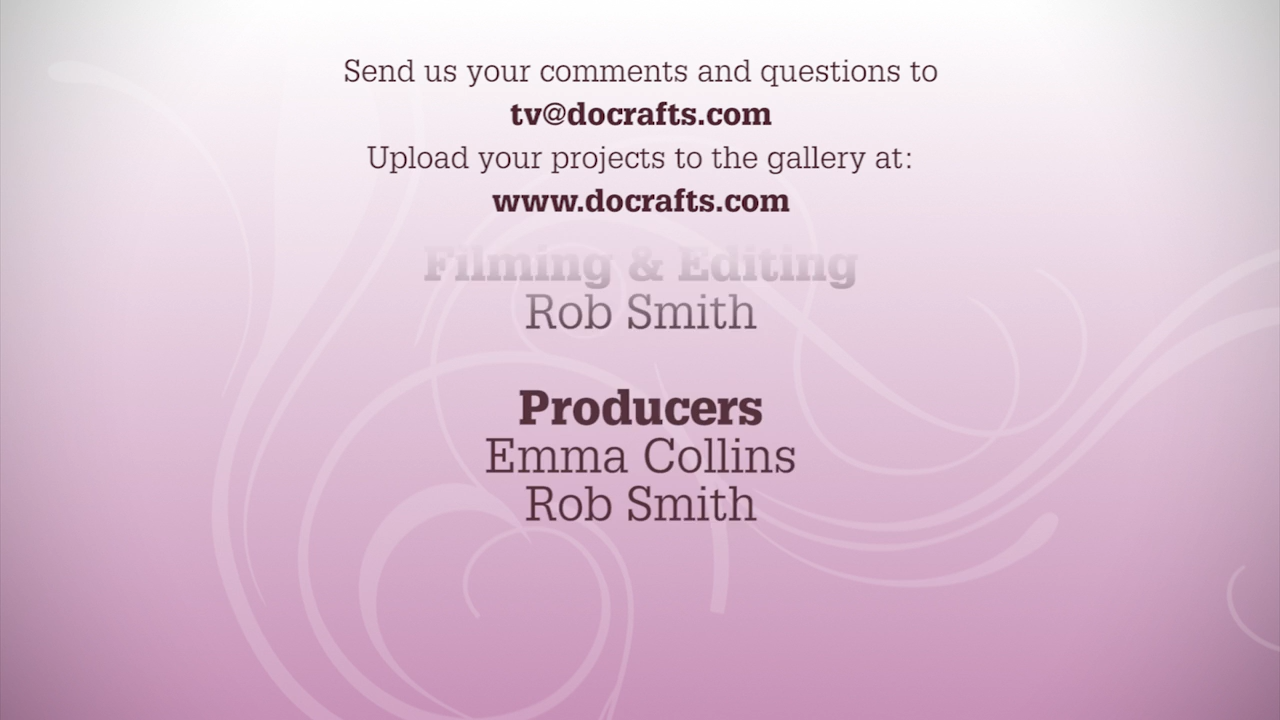 Send us your comments and questions to
tv@docrafts.com
Upload your projects to the gallery at:
www.docrafts.com
Filming & Editing
Rob Smith
Producers
Emma Collins
Rob Smith